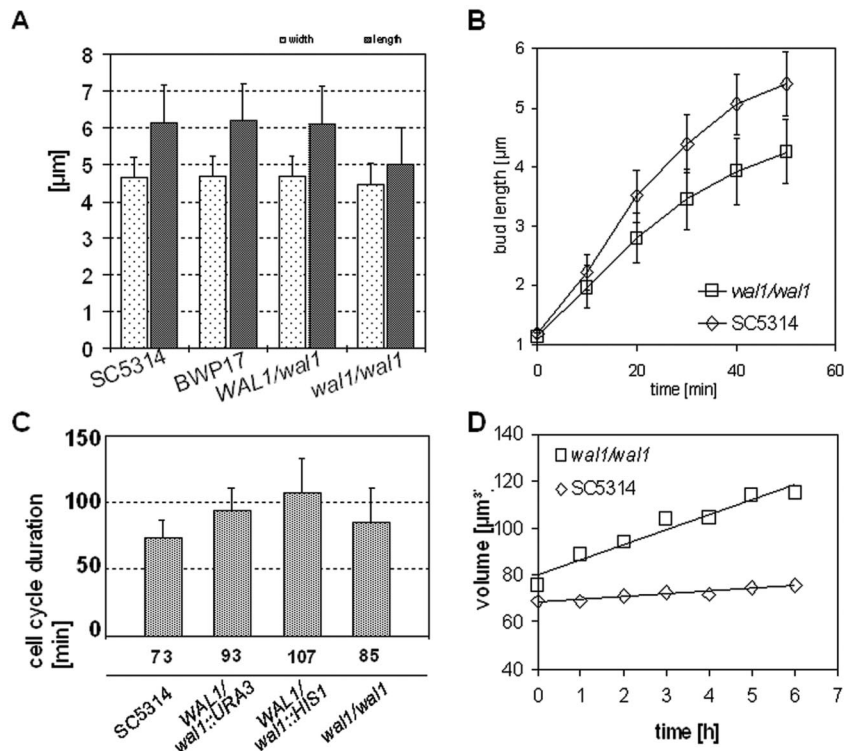 A
width length
8
7
6
5
4
3
2
1
0
[µm]
SC5314 BWP17 WAL1/wal1 wal1/wal1
B
6
5
4
3
2
1
bud length [µm
wal1/wal1
SC5314
0 20 40 60
time [min]
C
150
100
50
0
cell cycle duration
[min]
73 93 107 85
SC5314
WAL1/
wal1::URA3
WAL1/
wal1::HIS1
wal1/wal1
D
140
120
100
80
60
40
volume [µm³'.
wal1/wal1
SC5314
0 1 2 3 4 5 6 7
time [h]